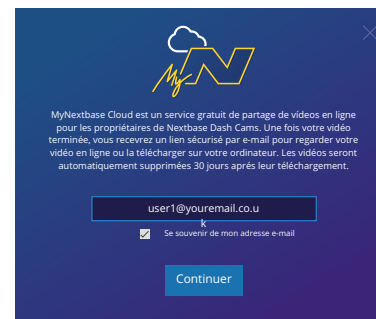 My N
MyNextbase Cloud est un service gratuit de partage de vídeos en ligne
pour les propriétaires de Nextbase Dash Cams. Une fois votre vidéo
terminée, vous recevrez un lien sécurisé par e-mail pour regarder votre
vidéo en ligne ou la télécharger sur votre ordinateur. Les vidéos seront
automatiquement supprimées 30 jours aprés leur téléchargement.
user1@youremail.co.u
k
Se souvenir de mon adresse e-mail
Continuer